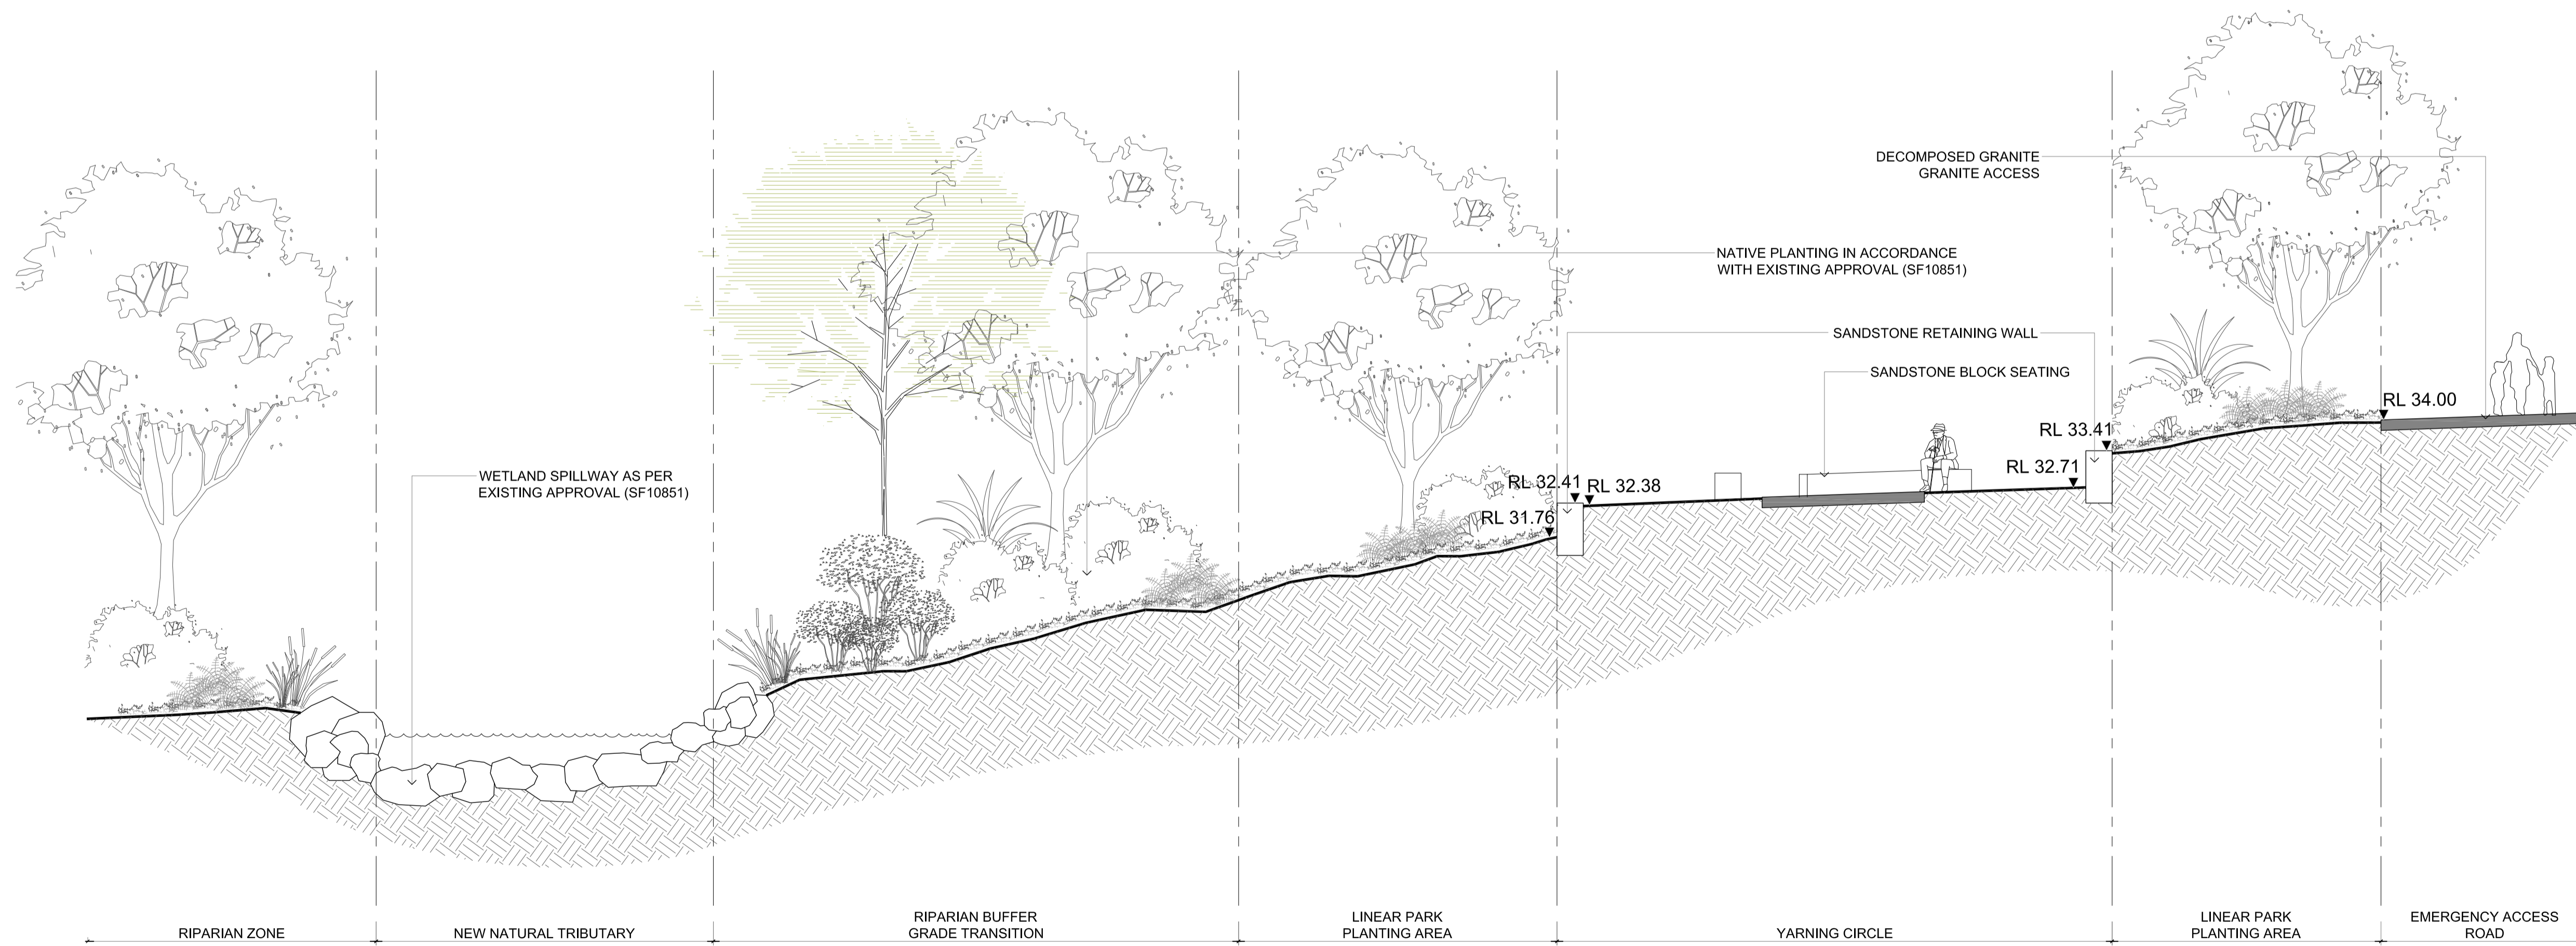 DECOMPOSED GRANITE
GRANITE ACCESS
NATIVE PLANTING IN ACCORDANCE
WITH EXISTING APPROVAL (SF10851)
SANDSTONE RETAINING WALL
SANDSTONE BLOCK SEATING
RL 34.00
RL 33.41
RL 32.71
RL 32.41
RL 32.38
RL 31.76
WETLAND SPILLWAY AS PER
EXISTING APPROVAL (SF10851)
RIPARIAN ZONE
NEW NATURAL TRIBUTARY
RIPARIAN BUFFER
GRADE TRANSITION
LINEAR PARK
PLANTING AREA
YARNING CIRCLE
LINEAR PARK
PLANTING AREA
EMERGENCY ACCESS
ROAD